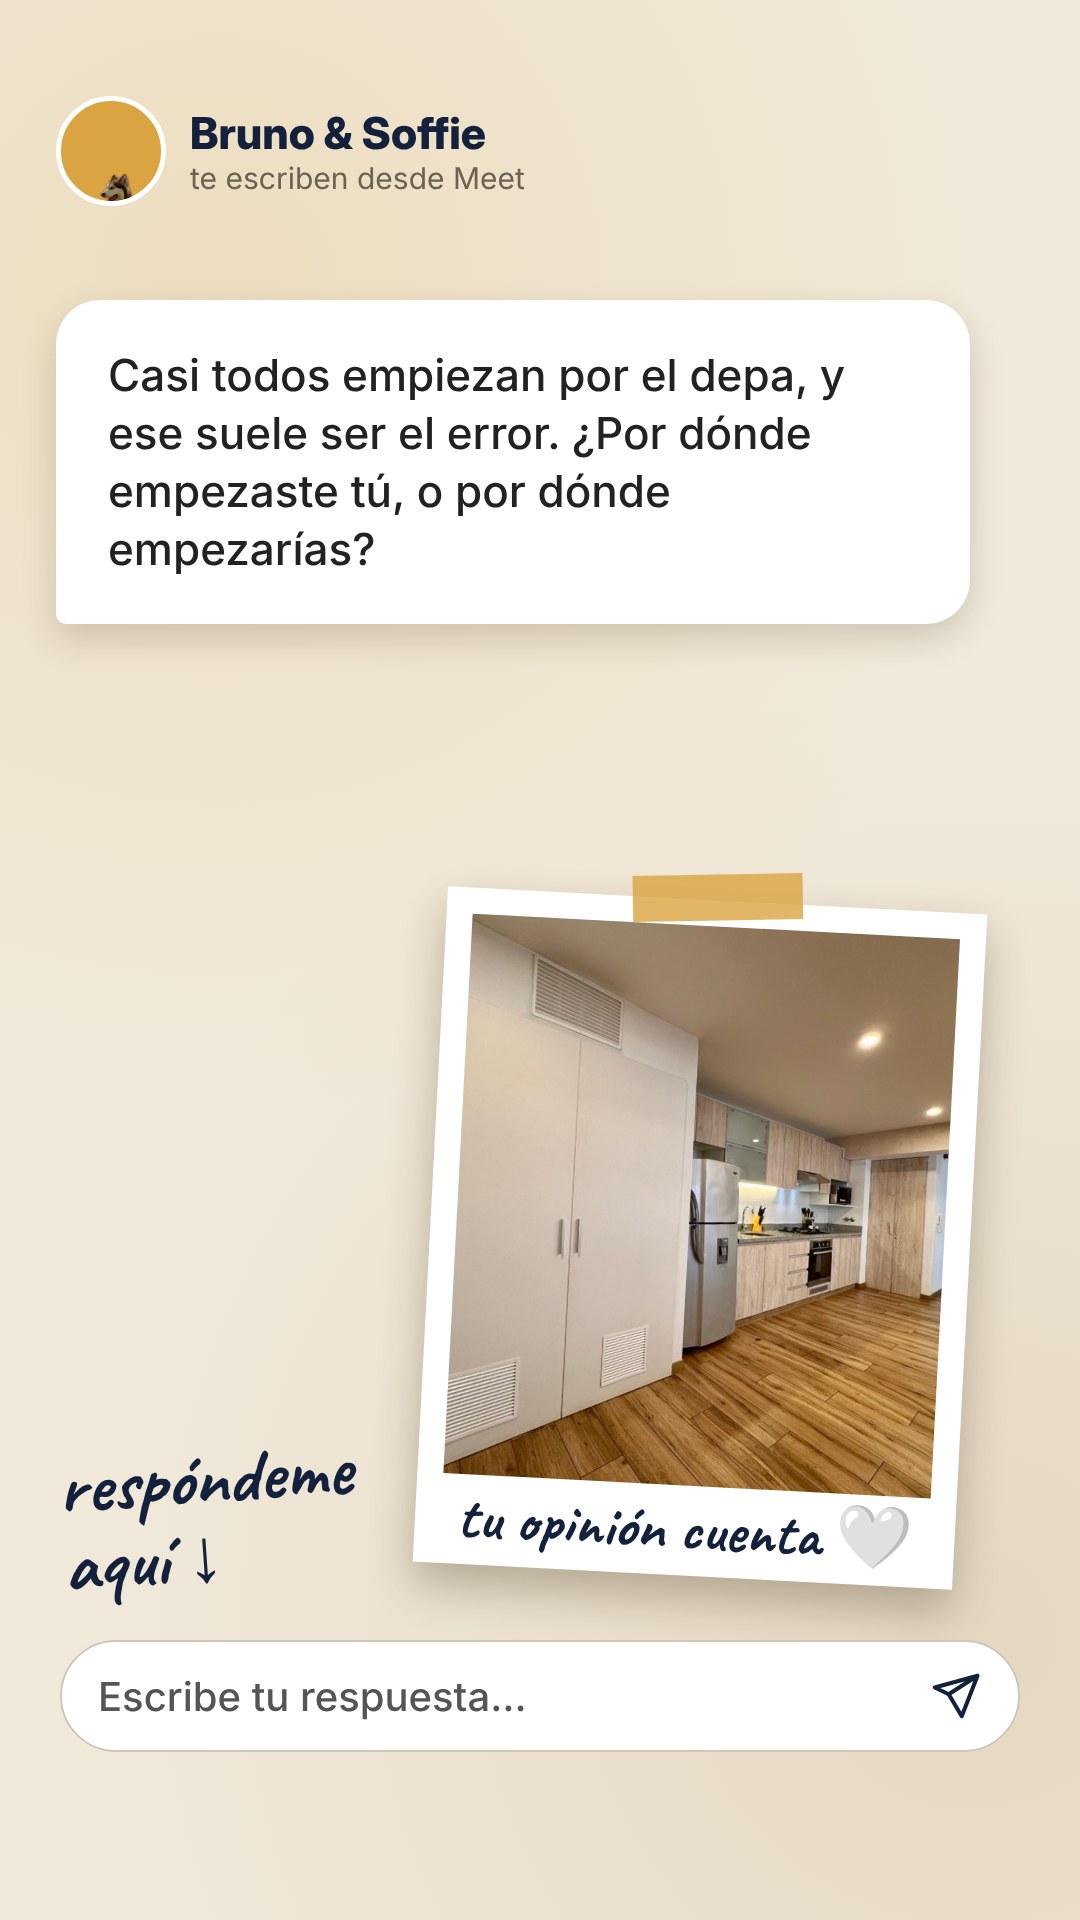 Bruno & Soffie
te escriben desde Meet
Casi todos empiezan por el depa, y
ese suele ser el error. ¿Por dónde
empezaste tú, o por dónde
empezarías?
respóndeme
aquí ↓
tu opinión cuenta 🤍
Escribe tu respuesta...